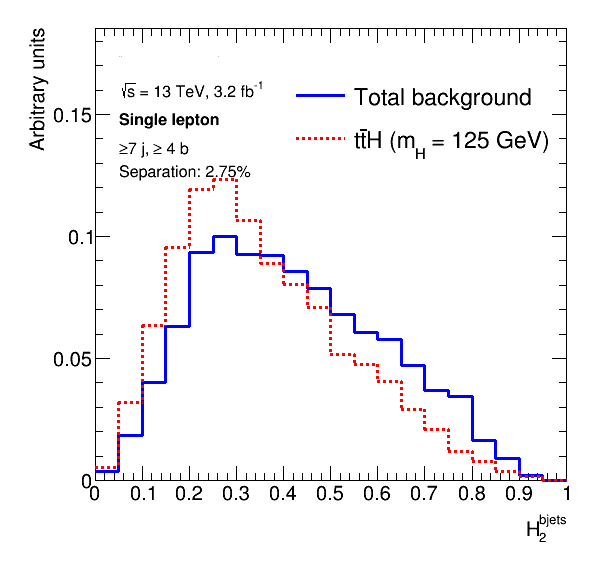 Arbitrary units
√s = 13 TeV, 3.2 fb⁻¹
Single lepton
≥7 j, ≥ 4 b
Separation: 2.75%
Total background
tt̄H (m_H = 125 GeV)
0.15
0.1
0.05
0
0 0.1 0.2 0.3 0.4 0.5 0.6 0.7 0.8 0.9 1
H₂^bjets